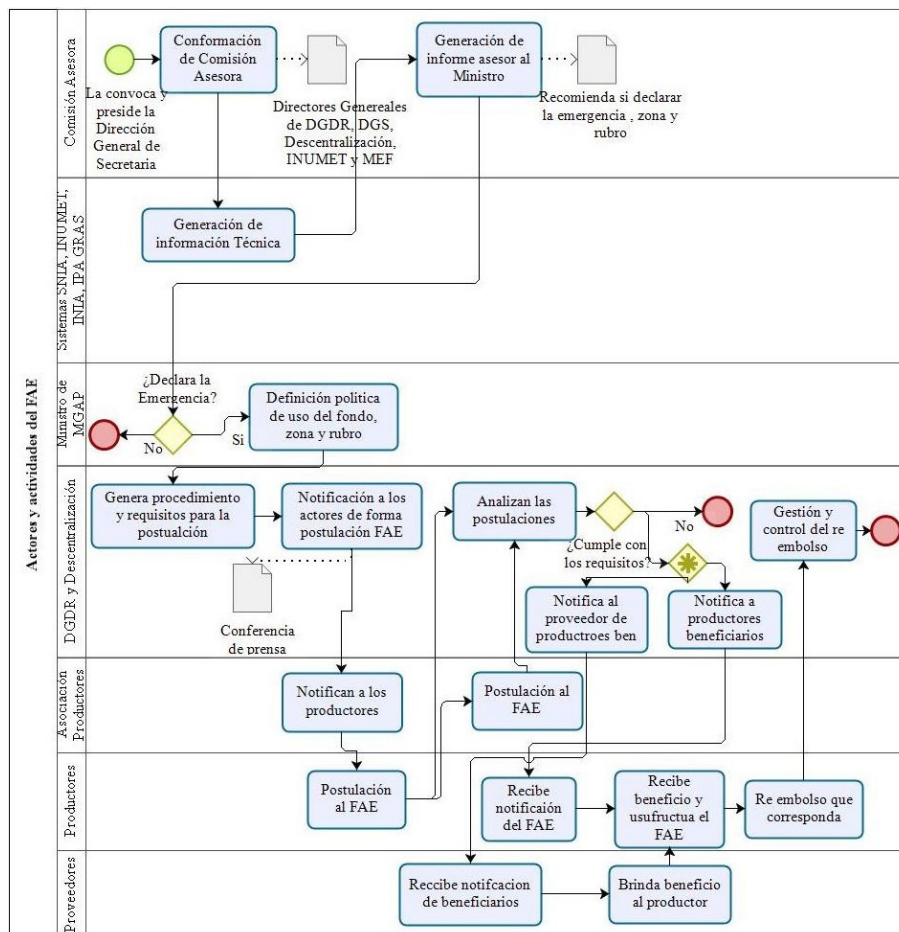 Actores y actividades del FAE
Comisión Asesora
Conformación
de Comisión
Asesora
La convoca y
preside la
Dirección
General de
Secretaria
Directores Generales
de DGDR, DGS,
Descentralización,
INUMET y MEF
Generación de
informe asesor al
Ministro
Recomienda si declarar
la emergencia , zona y
rubro
Sistemas SNIA, INUMET,
INIA, IPA GRAS
Generación de
información Técnica
Ministro de
MGAP
¿Declara la
Emergencia?
No
Si
Definición politica
de uso del fondo,
zona y rubro
DGDR y Descentralización
Genera procedimiento
y requisitos para la
postualción
Notificación a los
actores de forma
postulación FAE
Conferencia
de prensa
Analizan las
postulaciones
¿Cumple con
los requisitos?
No
Gestión y
control del re
embolso
Notifica al
proveedor de
productroes ben
Notifica a
productores
beneficiarios
Asociación
Productores
Notifican a los
productores
Postulación al
FAE
Productores
Postulación
al FAE
Recibe
notificaión
del FAE
Recibe
beneficio y
usufructua el
FAE
Re embolso que
corresponda
Proveedores
Reccibe notifcacion
de beneficiarios
Brinda beneficio
al productor